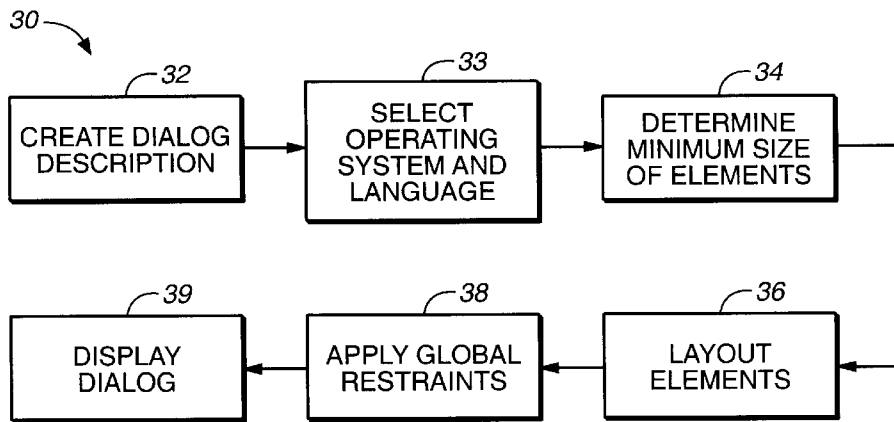 30
32
CREATE DIALOG
DESCRIPTION
33
SELECT
OPERATING
SYSTEM AND
LANGUAGE
34
DETERMINE
MINIMUM SIZE
OF ELEMENTS
39
DISPLAY
DIALOG
38
APPLY GLOBAL
RESTRAINTS
36
LAYOUT
ELEMENTS